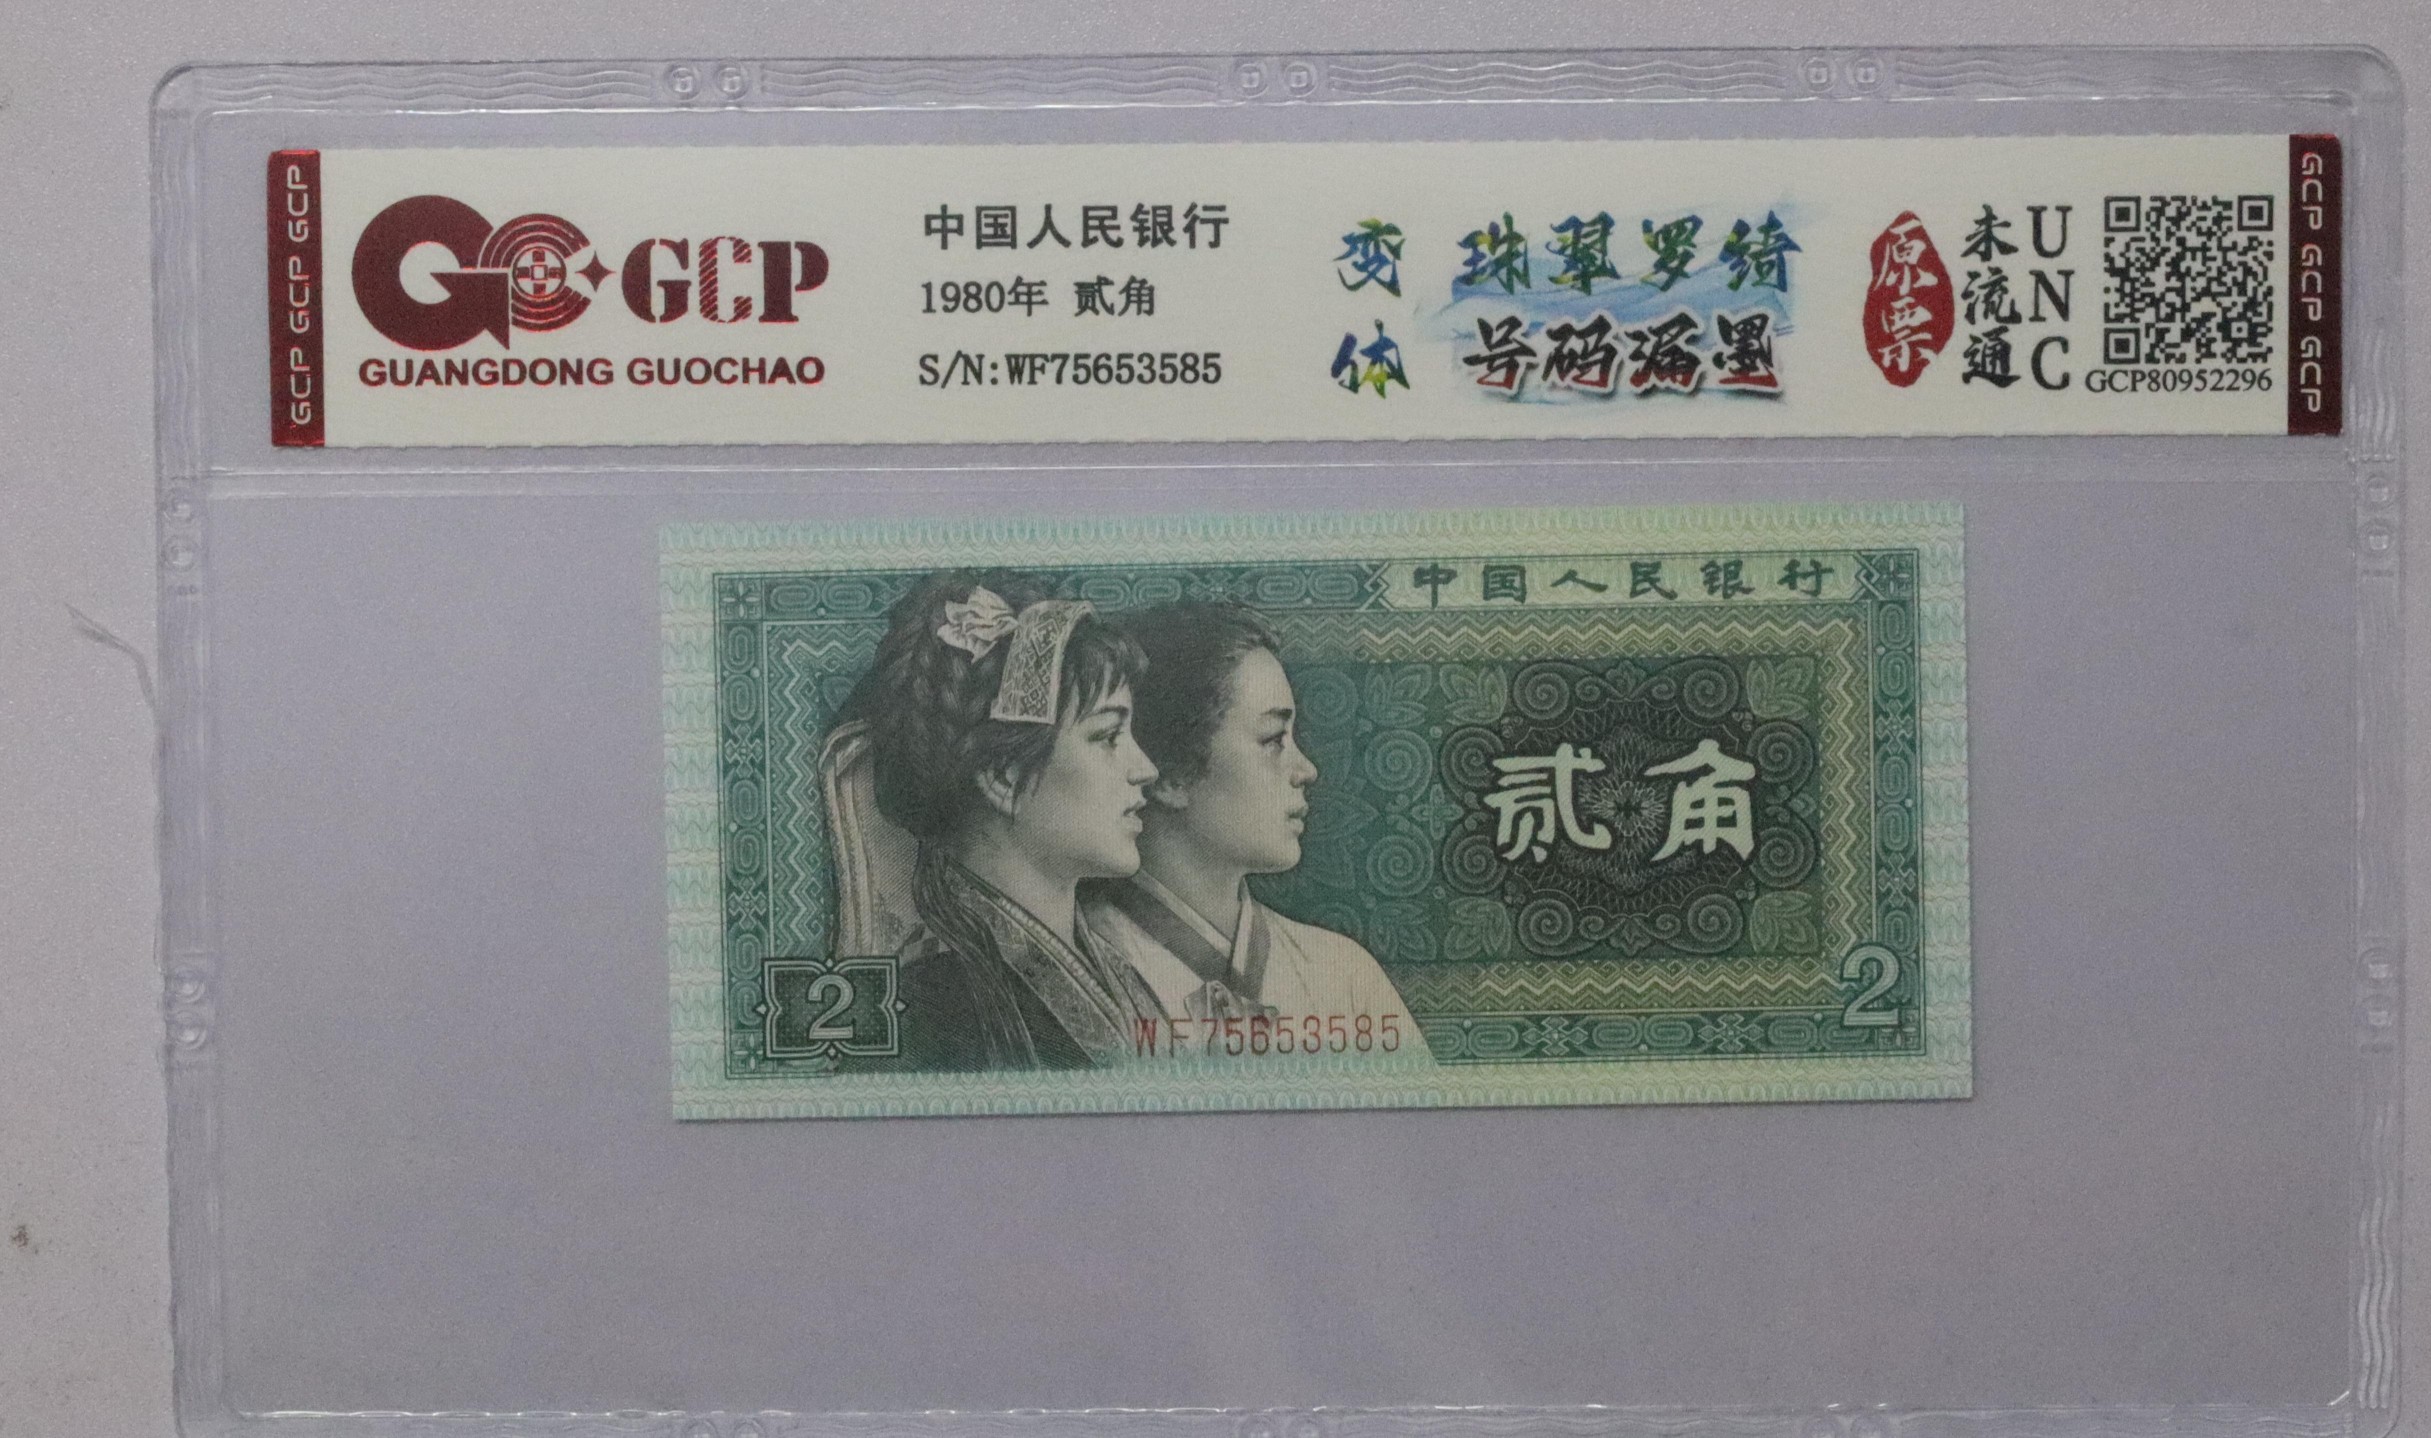 GCP GCP GCP
GCP
GUANGDONG GUOCHAO
中国人民银行
1980年 贰角
S/N:WF75653585
变体
珠翠罗绮
号码漏墨
原票
未流通
UNC
GCP80952296
GCP GCP GCP
中国人民银行
贰角
2
2
WF75653585